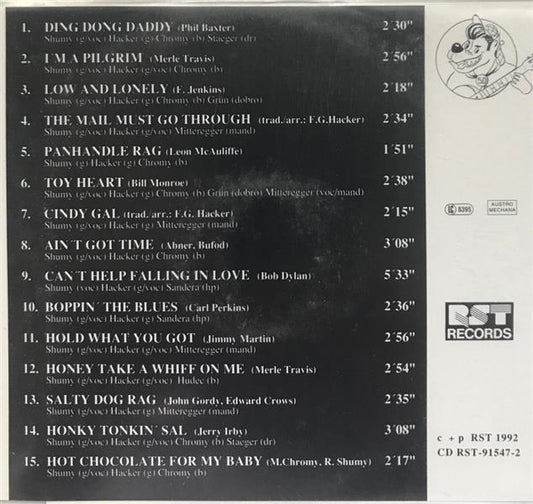 1. DING DONG DADDY (Phil Baxter) 2´30"
Shumy (g/voc) Hacker (g) Chromy (b) Staeger (dr)
2. I´M A PILGRIM (Merle Travis) 2´56"
Shumy (g/voc) Hacker (g/voc) Chromy (b)
3. LOW AND LONELY (F. Jenkins) 2´18"
Shumy (g/voc) Hacker (g) Chromy (b) Grün (dobro)
4. THE MAIL MUST GO THROUGH (trad./arr.: F.G.Hacker) 2´34"
Shumy (g/voc) Hacker (g/voc) Mitteregger (mand)
5. PANHANDLE RAG (Leon McAuliffe) 1´51"
Shumy (g) Hacker (g) Chromy (b)
6. TOY HEART (Bill Monroe) 2´38"
Shumy (g/voc) Hacker (g/voc) Chromy (b) Grün (dobro) Mitteregger (voc/mand)
7. CINDY GAL (trad./arr.: F.G. Hacker) 2´15"
Shumy (g/voc) Hacker (g) Mitteregger (mand)
8. AIN´T GOT TIME (Abner, Bufod) 3´08"
Shumy (g/voc) Hacker (g) Chromy (b)
9. CAN´T HELP FALLING IN LOVE (Bob Dylan) 5´33"
Shumy (voc) Hacker (g/voc) Sandera (hp)
10. BOPPIN´ THE BLUES (Carl Perkins) 2´36"
Shumy (g/voc) Hacker (g) Sandera (hp)
11. HOLD WHAT YOU GOT (Jimmy Martin) 2´56"
Shumy (g/voc) Hacker (g/voc) Mitteregger (mand)
12. HONEY TAKE A WHIFF ON ME (Merle Travis) 2´54"
Shumy (g/voc) Hacker (g/voc) Hudec (b)
13. SALTY DOG RAG (John Gordy, Edward Crows) 2´35"
Shumy (g/voc) Hacker (g) Mitteregger (mand)
14. HONKY TONKIN´ SAL (Jerry Irby) 3´08"
Shumy (g/voc) Hacker (g/voc) Chromy (b) Staeger (dr)
15. HOT CHOCOLATE FOR MY BABY (M.Chromy, R. Shumy) 2´17"
Shumy (g/voc) Hacker (g) Chromy (b)
LC 8395
AUSTRO
MECHANA
RST
RECORDS
c + p RST 1992
CD RST-91547-2